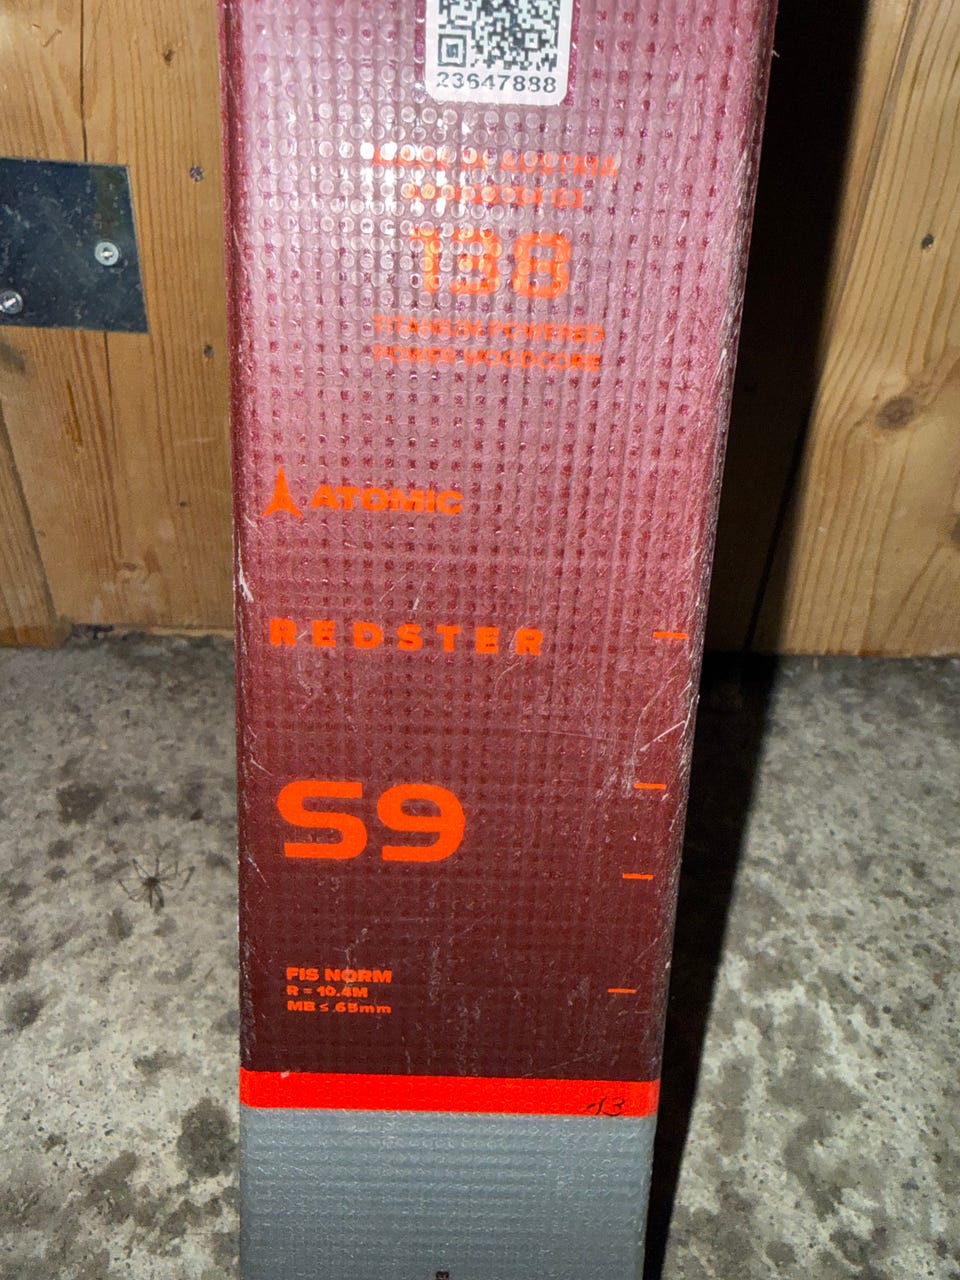 23647888
MADE IN AUSTRIA
138
TITANIUM POWERED
POWER WOODCORE
ATOMIC
REDSTER
S9
FIS NORM
R = 10.4M
MB ≤ 65mm